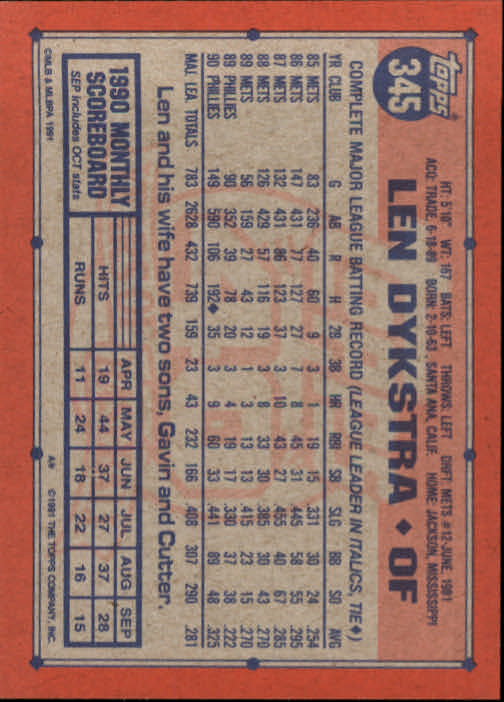 TOPPS
345
HT: 5'10" WT: 167 BATS: LEFT THROWS: LEFT DRFT: METS #12-JUNE, 1981
ACQ: TRADE, 6-18-89 BORN: 2-10-63, SANTA ANA, CALIF. HOME: JACKSON, MISSISSIPPI
LEN DYKSTRA ◆ OF
COMPLETE MAJOR LEAGUE BATTING RECORD (LEAGUE LEADER IN ITALICS, TIE◆)
YR CLUB G AB R H 2B 3B HR RBI SB SLG BB SO AVG
85 METS 83 236 40 60 9 3 1 19 15 .331 30 24 .254
86 METS 147 431 77 127 27 7 8 45 31 .445 58 55 .295
87 METS 132 431 86 123 37 3 10 43 27 .455 40 67 .285
88 METS 126 429 57 116 19 3 8 33 30 .385 30 43 .270
89 METS 56 159 27 43 12 1 3 13 13 .415 23 15 .270
89 PHILLIES 90 352 39 78 20 3 4 19 17 .330 37 38 .222
90 PHILLIES 149 590 106 192◆ 35 3 9 60 33 .441 89 48 .325
MAJ. LEA. TOTALS 783 2628 432 739 159 23 43 232 166 .408 307 290 .281
Len and his wife have two sons, Gavin and Cutter.
1990 MONTHLY
SCOREBOARD
SEP includes OCT stats
APR MAY JUN JUL AUG SEP
HITS 19 44 37 27 37 28
RUNS 11 24 18 22 16 15
©MLB & MLBPA 1991
A* ©1991 THE TOPPS COMPANY, INC.